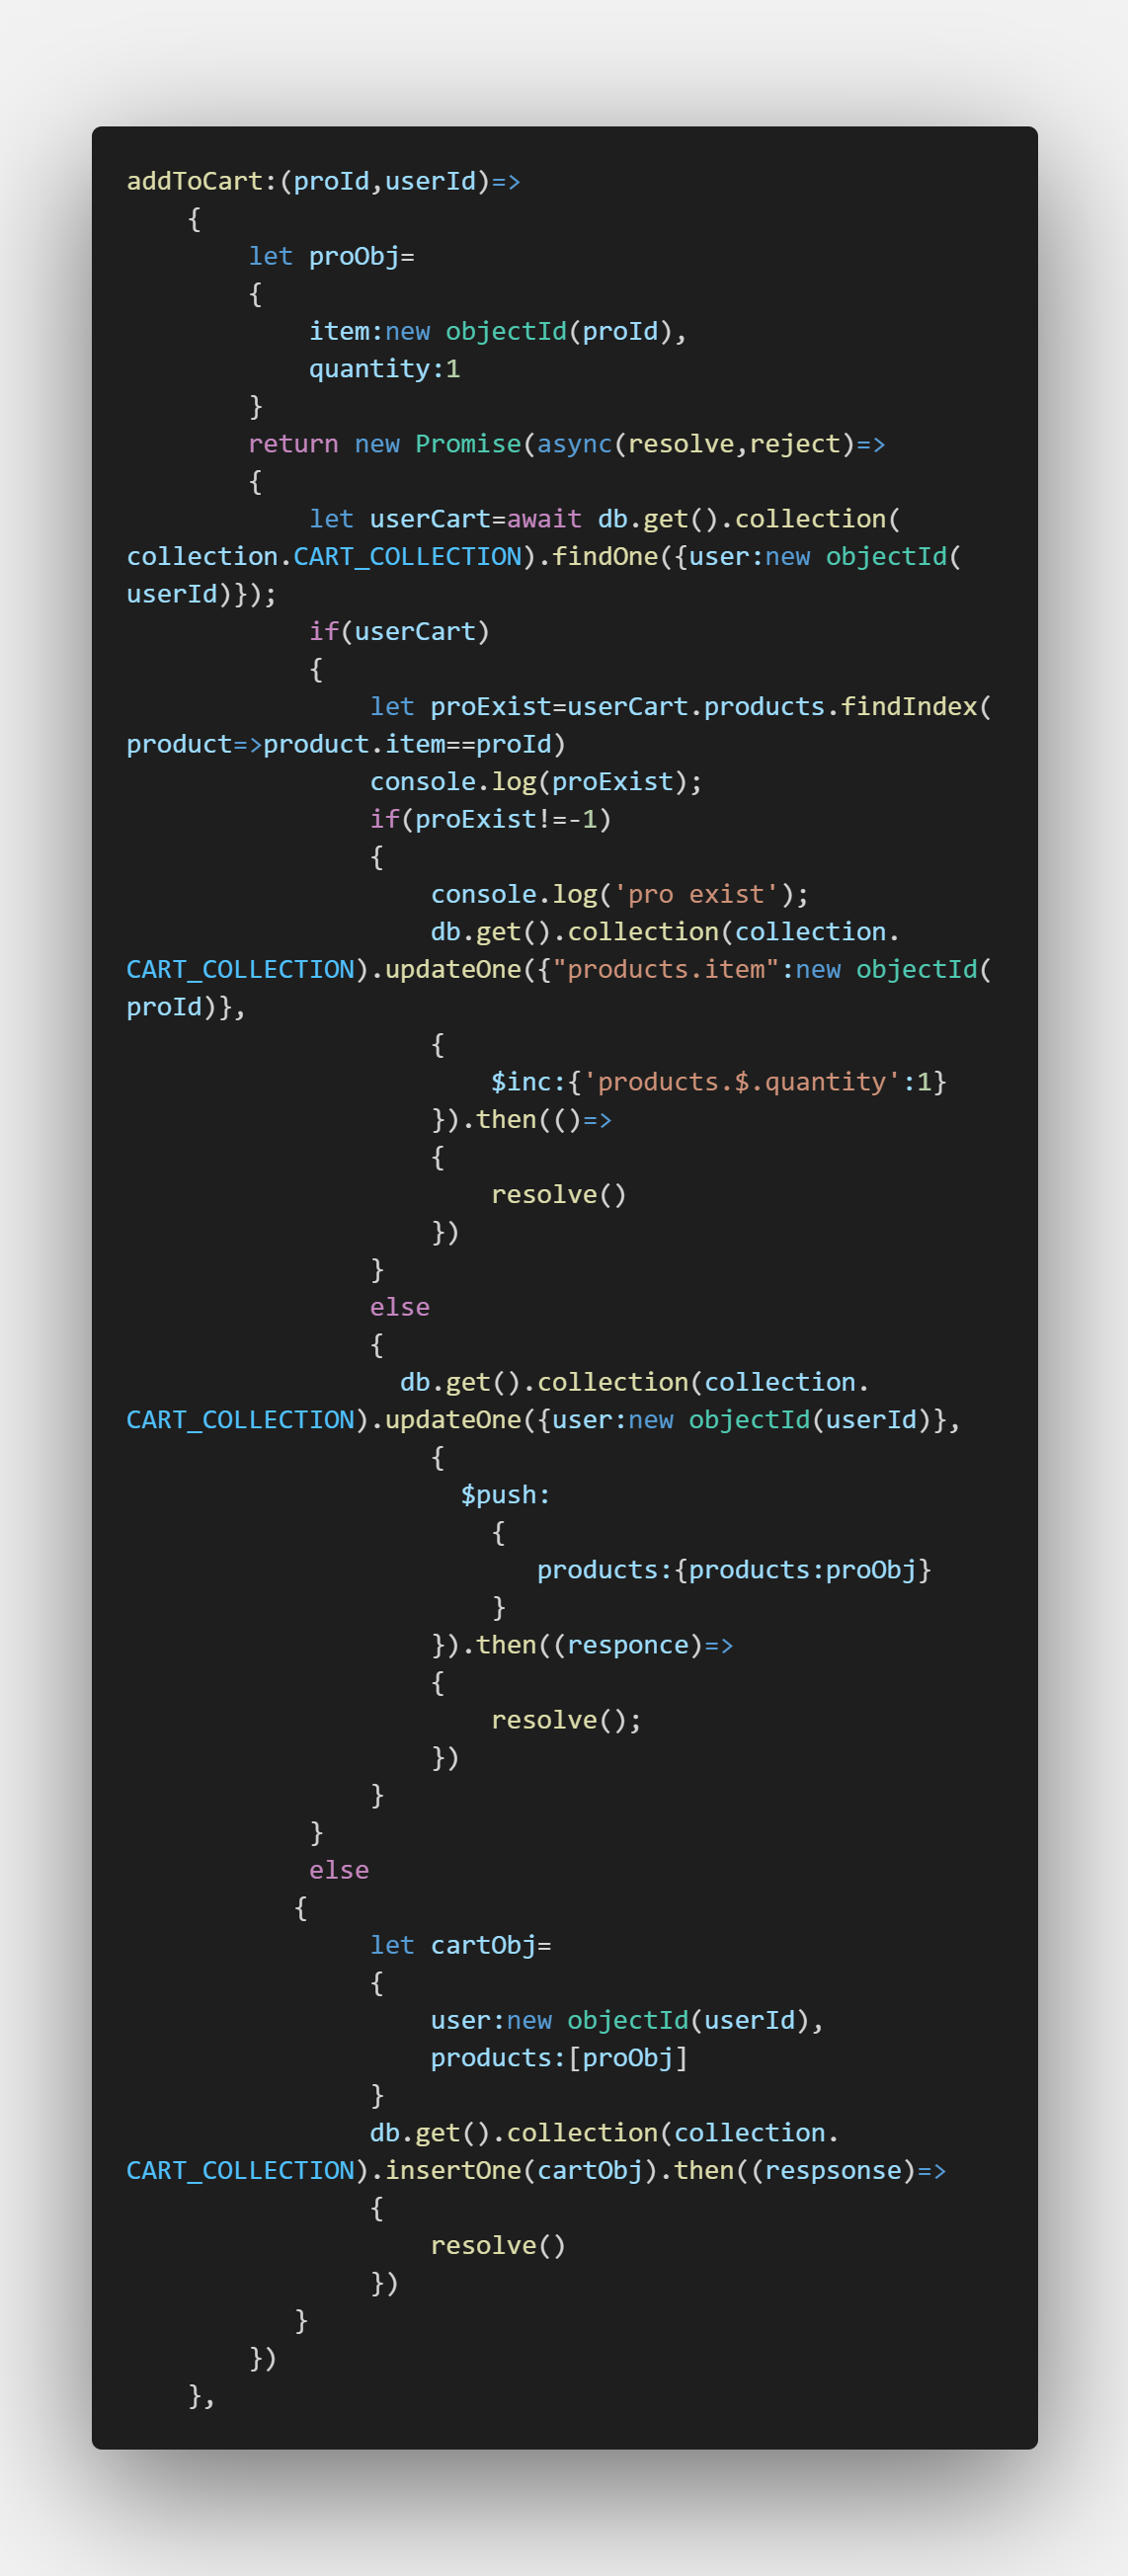 addToCart:(proId,userId)=>
    {
        let proObj=
        {
            item:new objectId(proId),
            quantity:1
        }
        return new Promise(async(resolve,reject)=>
        {
            let userCart=await db.get().collection(
collection.CART_COLLECTION).findOne({user:new objectId(
userId)});
            if(userCart)
            {
                let proExist=userCart.products.findIndex(
product=>product.item==proId)
                console.log(proExist);
                if(proExist!=-1)
                {
                    console.log('pro exist');
                    db.get().collection(collection.
CART_COLLECTION).updateOne({"products.item":new objectId(
proId)},
                    {
                        $inc:{'products.$.quantity':1}
                    }).then(()=>
                    {
                        resolve()
                    })
                }
                else
                {
                  db.get().collection(collection.
CART_COLLECTION).updateOne({user:new objectId(userId)},
                    {
                      $push:
                        {
                           products:{products:proObj}
                        }
                    }).then((responce)=>
                    {
                        resolve();
                    })
                }
            }
            else
           {
                let cartObj=
                {
                    user:new objectId(userId),
                    products:[proObj]
                }
                db.get().collection(collection.
CART_COLLECTION).insertOne(cartObj).then((respsonse)=>
                {
                    resolve()
                })
           }
        })
    },